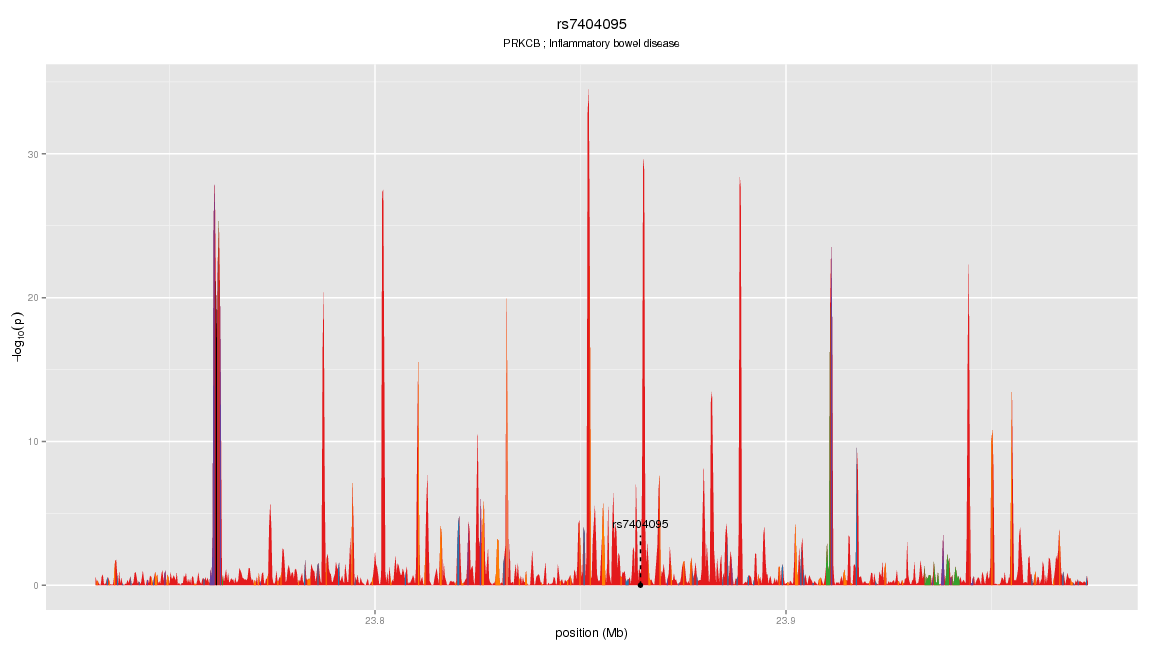 rs7404095
PRKCB ; Inflammatory bowel disease
30
20
10
0
−log10(p)
rs7404095
23.8
23.9
position (Mb)